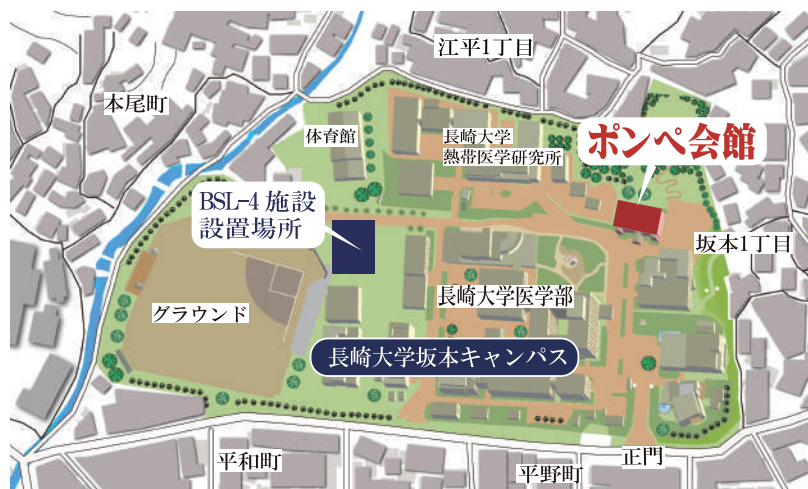 江平1丁目
本尾町
体育館
長崎大学
熱帯医学研究所
ポンペ会館
BSL-4 施設
設置場所
坂本1丁目
グラウンド
長崎大学医学部
長崎大学坂本キャンパス
平和町
平野町
正門